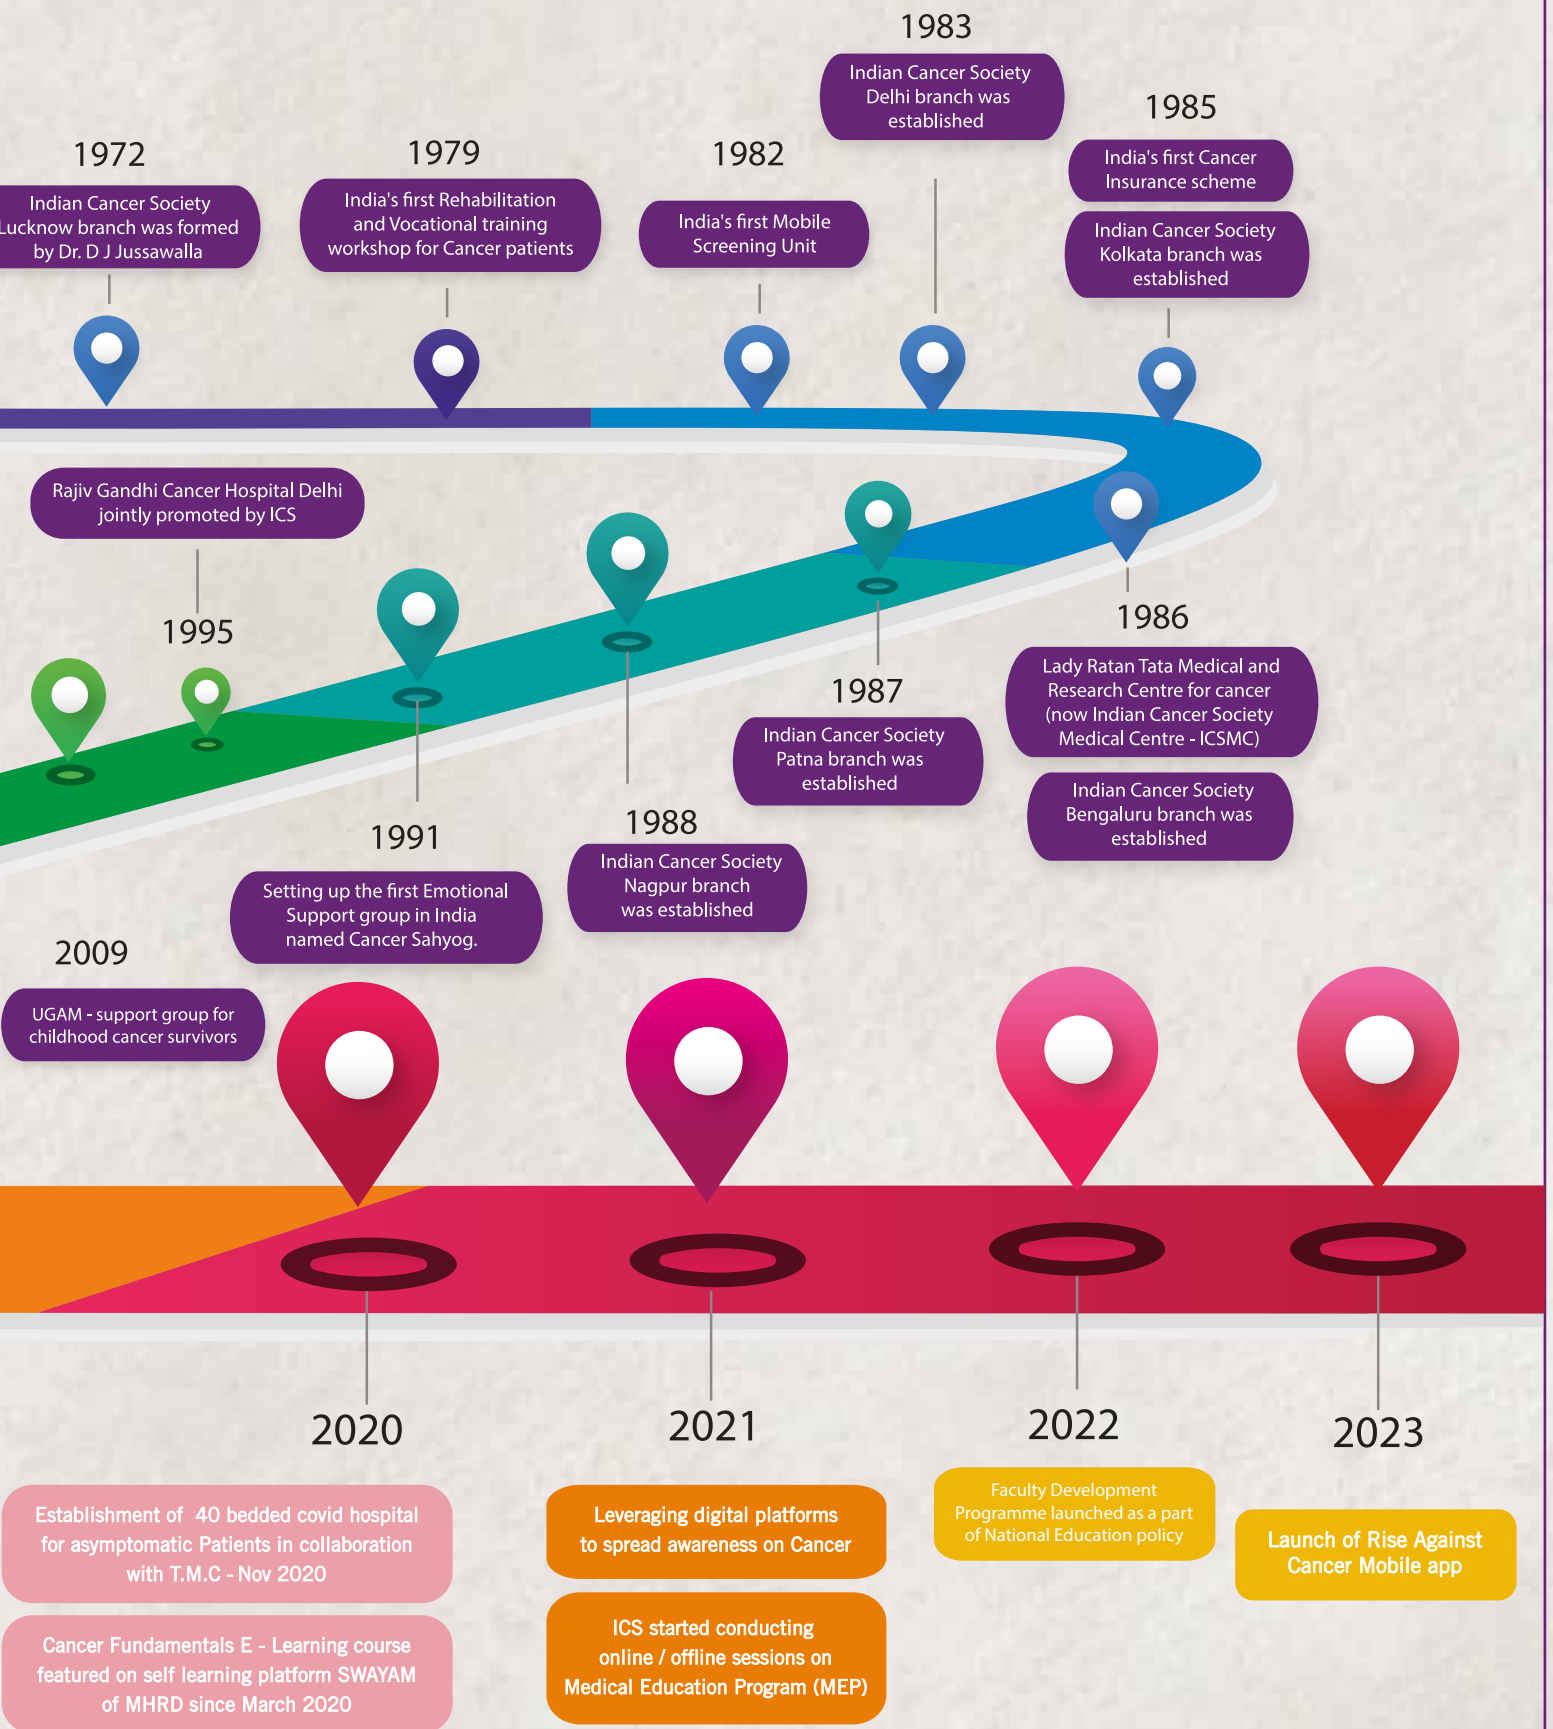 1972
Indian Cancer Society
Lucknow branch was formed
by Dr. D J Jussawalla
1979
India's first Rehabilitation
and Vocational training
workshop for Cancer patients
1982
India's first Mobile
Screening Unit
1983
Indian Cancer Society
Delhi branch was
established
1985
India's first Cancer
Insurance scheme
Indian Cancer Society
Kolkata branch was
established
1986
Lady Ratan Tata Medical and
Research Centre for cancer
(now Indian Cancer Society
Medical Centre - ICSMC)
Indian Cancer Society
Bengaluru branch was
established
1987
Indian Cancer Society
Patna branch was
established
1988
Indian Cancer Society
Nagpur branch
was established
1991
Setting up the first Emotional
Support group in India
named Cancer Sahyog.
Rajiv Gandhi Cancer Hospital Delhi
jointly promoted by ICS
1995
2009
UGAM - support group for
childhood cancer survivors
2020
Establishment of 40 bedded covid hospital
for asymptomatic Patients in collaboration
with T.M.C - Nov 2020
Cancer Fundamentals E - Learning course
featured on self learning platform SWAYAM
of MHRD since March 2020
2021
Leveraging digital platforms
to spread awareness on Cancer
ICS started conducting
online / offline sessions on
Medical Education Program (MEP)
2022
Faculty Development
Programme launched as a part
of National Education policy
2023
Launch of Rise Against
Cancer Mobile app